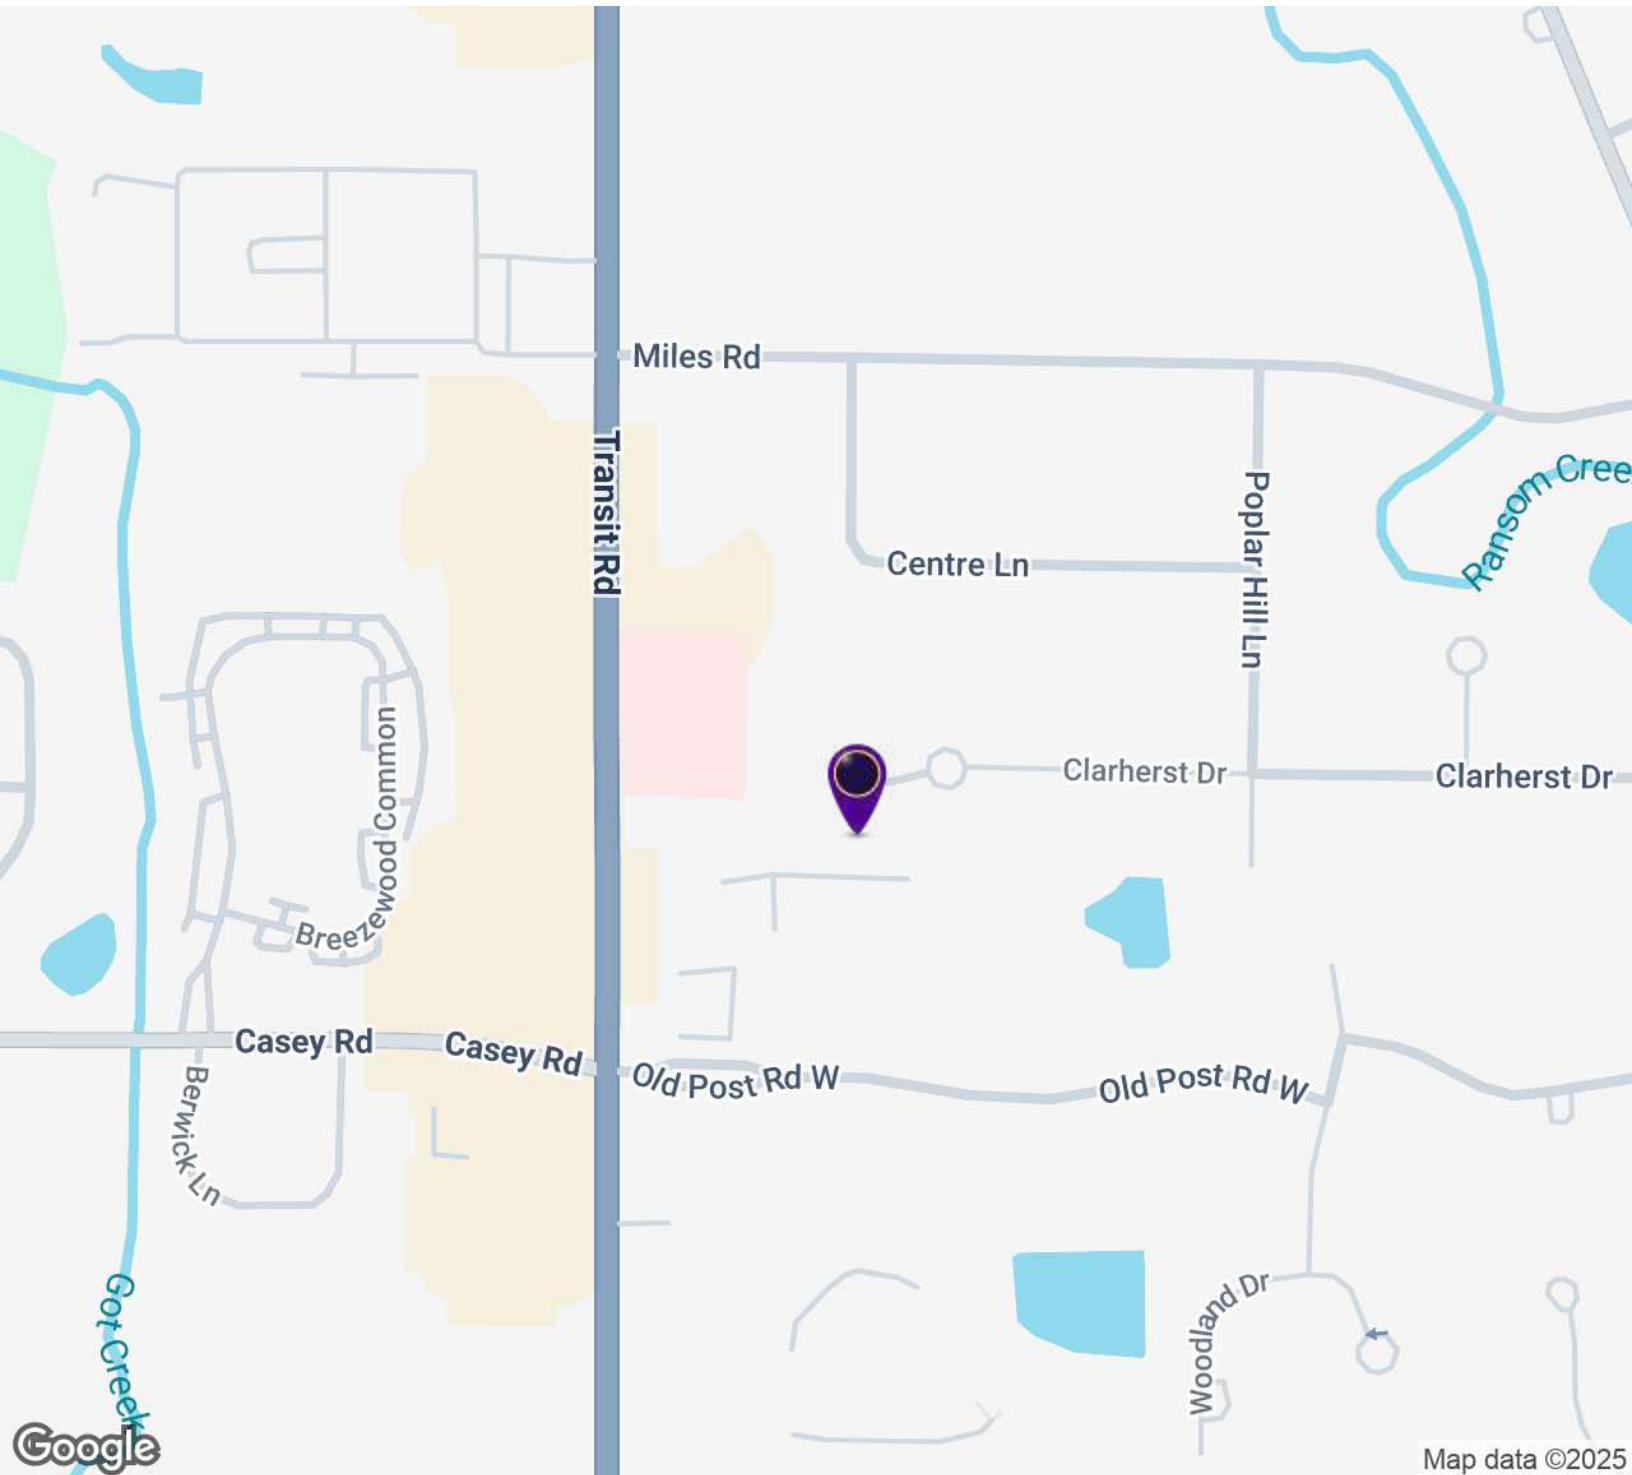 Miles Rd
Transit Rd
Ransom Cree
Poplar Hill Ln
Centre Ln
Breezewood Common
Clarherst Dr
Clarherst Dr
Casey Rd
Casey Rd
Old Post Rd W
Old Post Rd W
Berwick Ln
Got Creek
Woodland Dr
Google
Map data ©2025